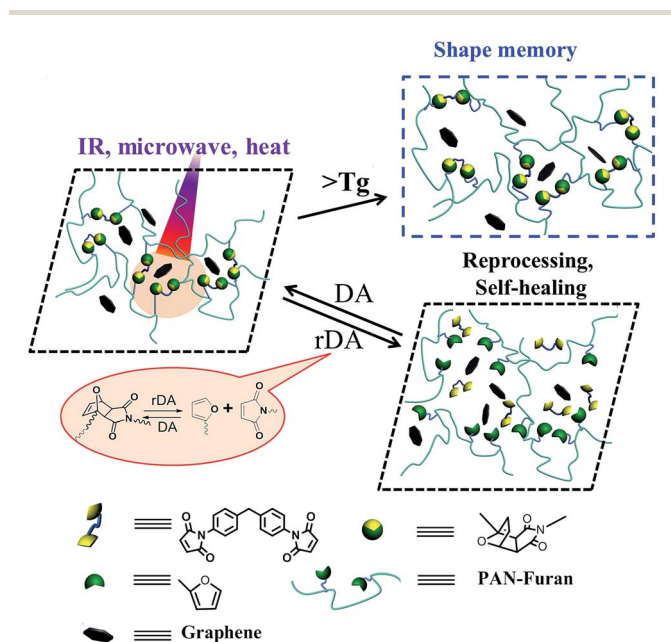 Shape memory
IR, microwave, heat
>Tg
Reprocessing,
Self-healing
DA
rDA
rDA
DA
O
O
N
O
O
+
O
N
O
O
N
O
O
N
O
O
N
O
O
O
PAN-Furan
Graphene